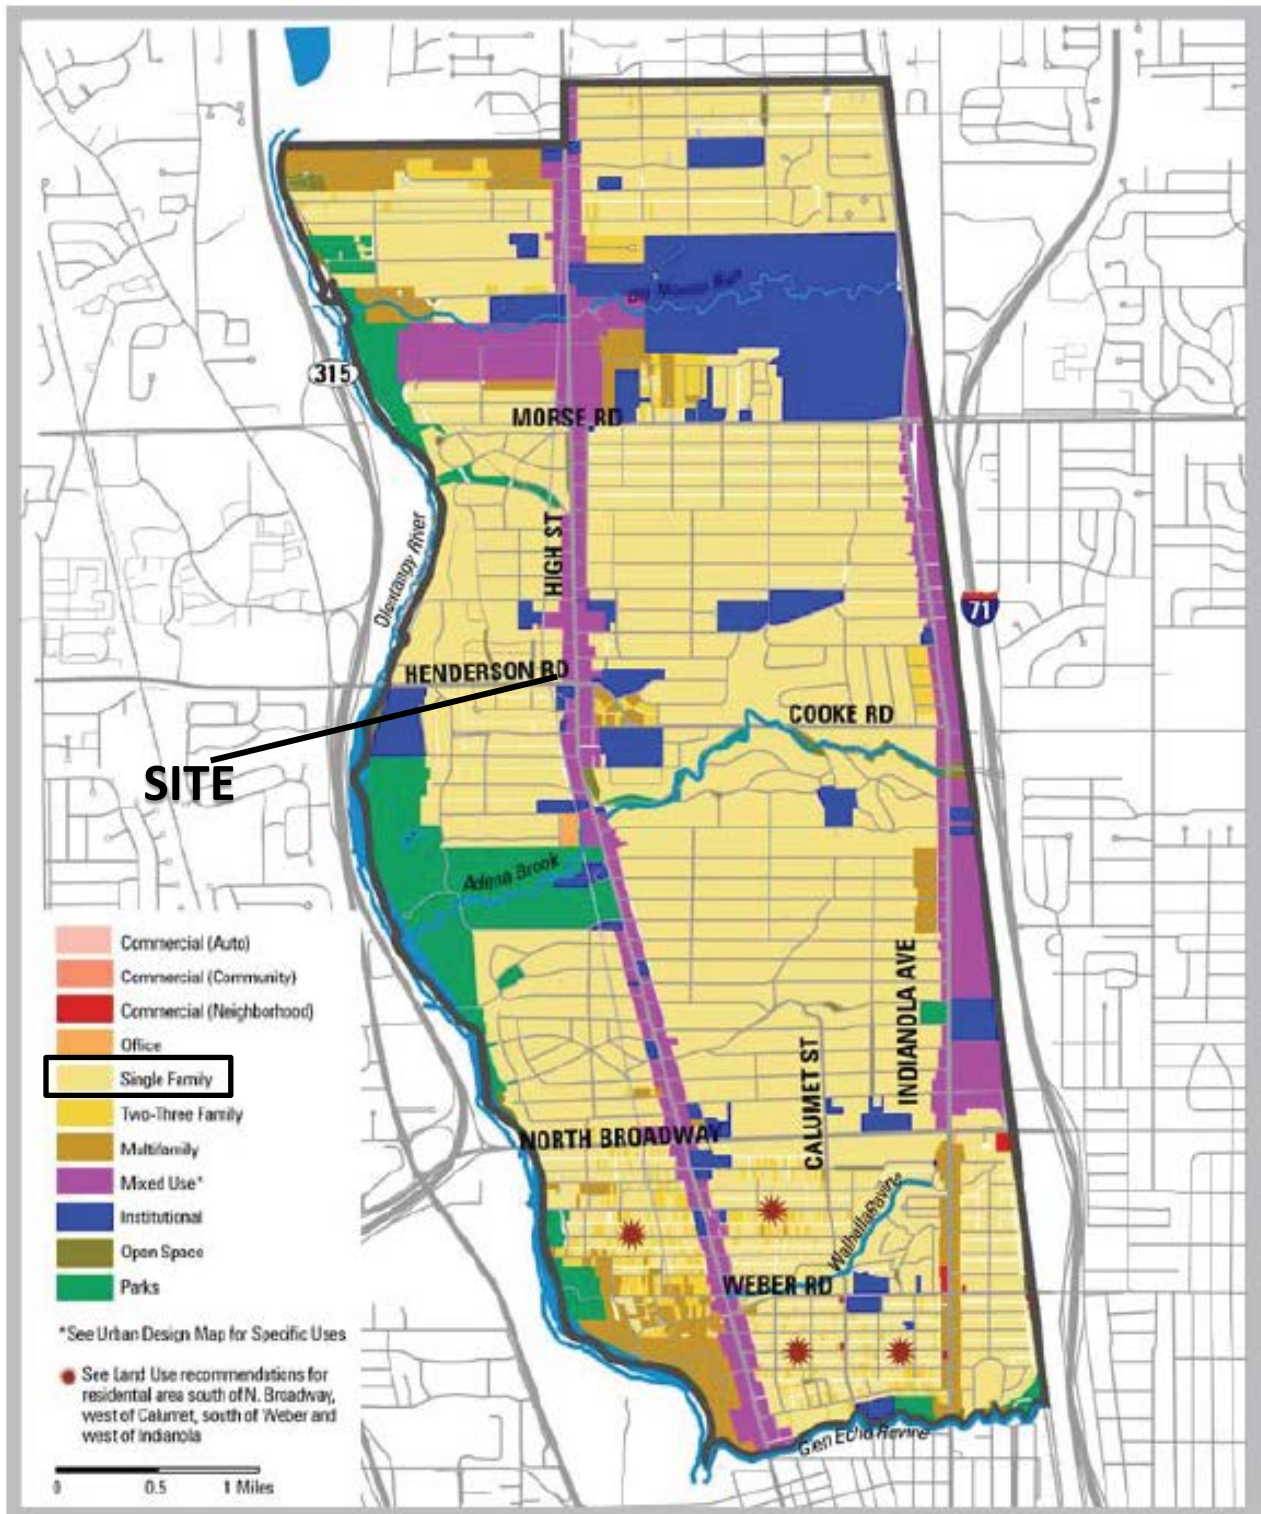 Big Mouse Run
315
MORSE RD
Olentangy River
HIGH ST
71
HENDERSON RD
COOKE RD
SITE
Adena Brook
INDIANOLA AVE
CALUMET ST
NORTH BROADWAY
Walhalla Ravine
WEBER RD
Glen Echo Ravine
Commercial (Auto)
Commercial (Community)
Commercial (Neighborhood)
Office
Single Family
Two-Three Family
Multifamily
Mixed Use*
Institutional
Open Space
Parks
*See Urban Design Map for Specific Uses
See Land Use recommendations for
residential area south of N. Broadway,
west of Calumet, south of Weber and
west of Indianola
0 0.5 1 Miles